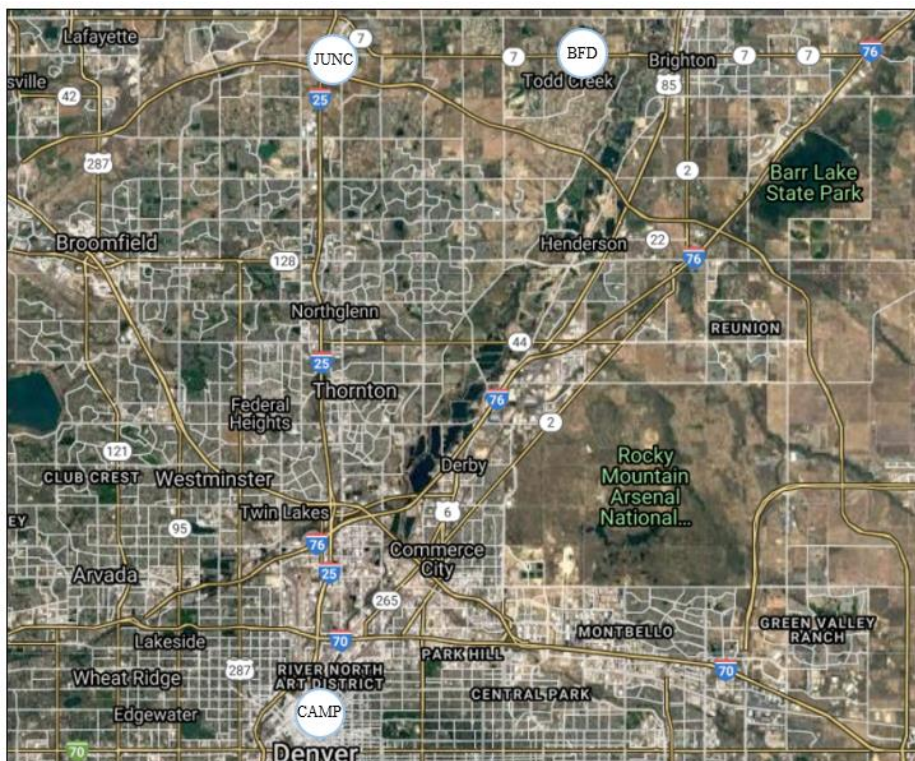 Lafayette
7
JUNC
7
BFD
Brighton
7
7
76
sville
Todd Creek
42
25
85
287
2
Barr Lake
State Park
Broomfield
Henderson
22
128
76
Northglenn
REUNION
44
25
Thornton
76
Federal
Heights
2
121
Rocky
Mountain
Arsenal
National...
CLUB CREST
Westminster
Derby
EY
Twin Lakes
6
95
76
Commerce
City
Arvada
25
265
Lakeside
70
MONTBELLO
GREEN VALLEY
RANCH
PARK HILL
Wheat Ridge
287
RIVER NORTH
ART DISTRICT
70
CENTRAL PARK
Edgewater
CAMP
70
Denver